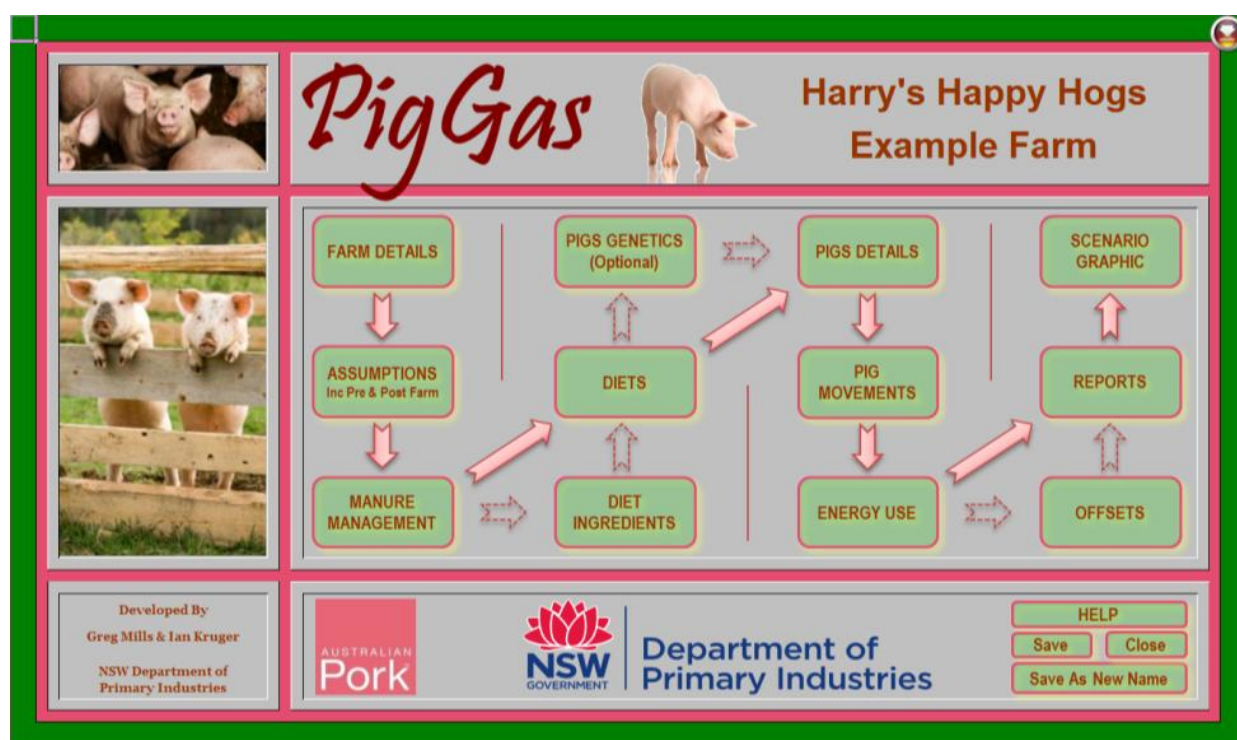 PigGas
Harry's Happy Hogs
Example Farm
FARM DETAILS
ASSUMPTIONS
Inc Pre & Post Farm
MANURE
MANAGEMENT
PIGS GENETICS
(Optional)
DIETS
DIET
INGREDIENTS
PIGS DETAILS
PIG
MOVEMENTS
ENERGY USE
SCENARIO
GRAPHIC
REPORTS
OFFSETS
Developed By
Greg Mills & Ian Kruger
NSW Department of
Primary Industries
AUSTRALIAN
Pork
NSW
GOVERNMENT
Department of
Primary Industries
HELP
Save
Close
Save As New Name